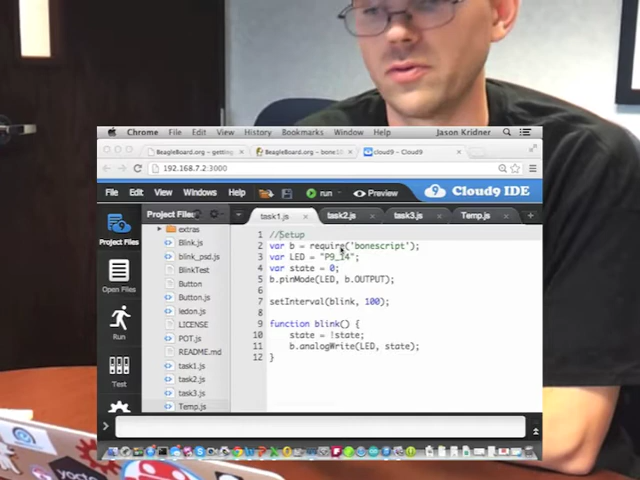 Chrome File Edit View History Bookmarks Window Help Jason Kridner
BeagleBoard.org - getting
BeagleBoard.org - bone10
cloud9 - Cloud9
192.168.7.2:3000
File Edit View Windows Help run Preview Cloud9 IDE
Project Files
task1.js task2.js task3.js Temp.js
Project Files
Open Files
Run
Test
extras
Blink.js
blink_psd.js
BlinkTest
Button
Button.js
ledon.js
LICENSE
POT.js
README.md
task1.js
task2.js
task3.js
Temp.js
1 //Setup
2 var b = require('bonescript');
3 var LED = "P9_14";
4 var state = 0;
5 b.pinMode(LED, b.OUTPUT);
6
7 setInterval(blink, 100);
8
9 function blink() {
10 state = !state;
11 b.analogWrite(LED, state);
12 }
yocto